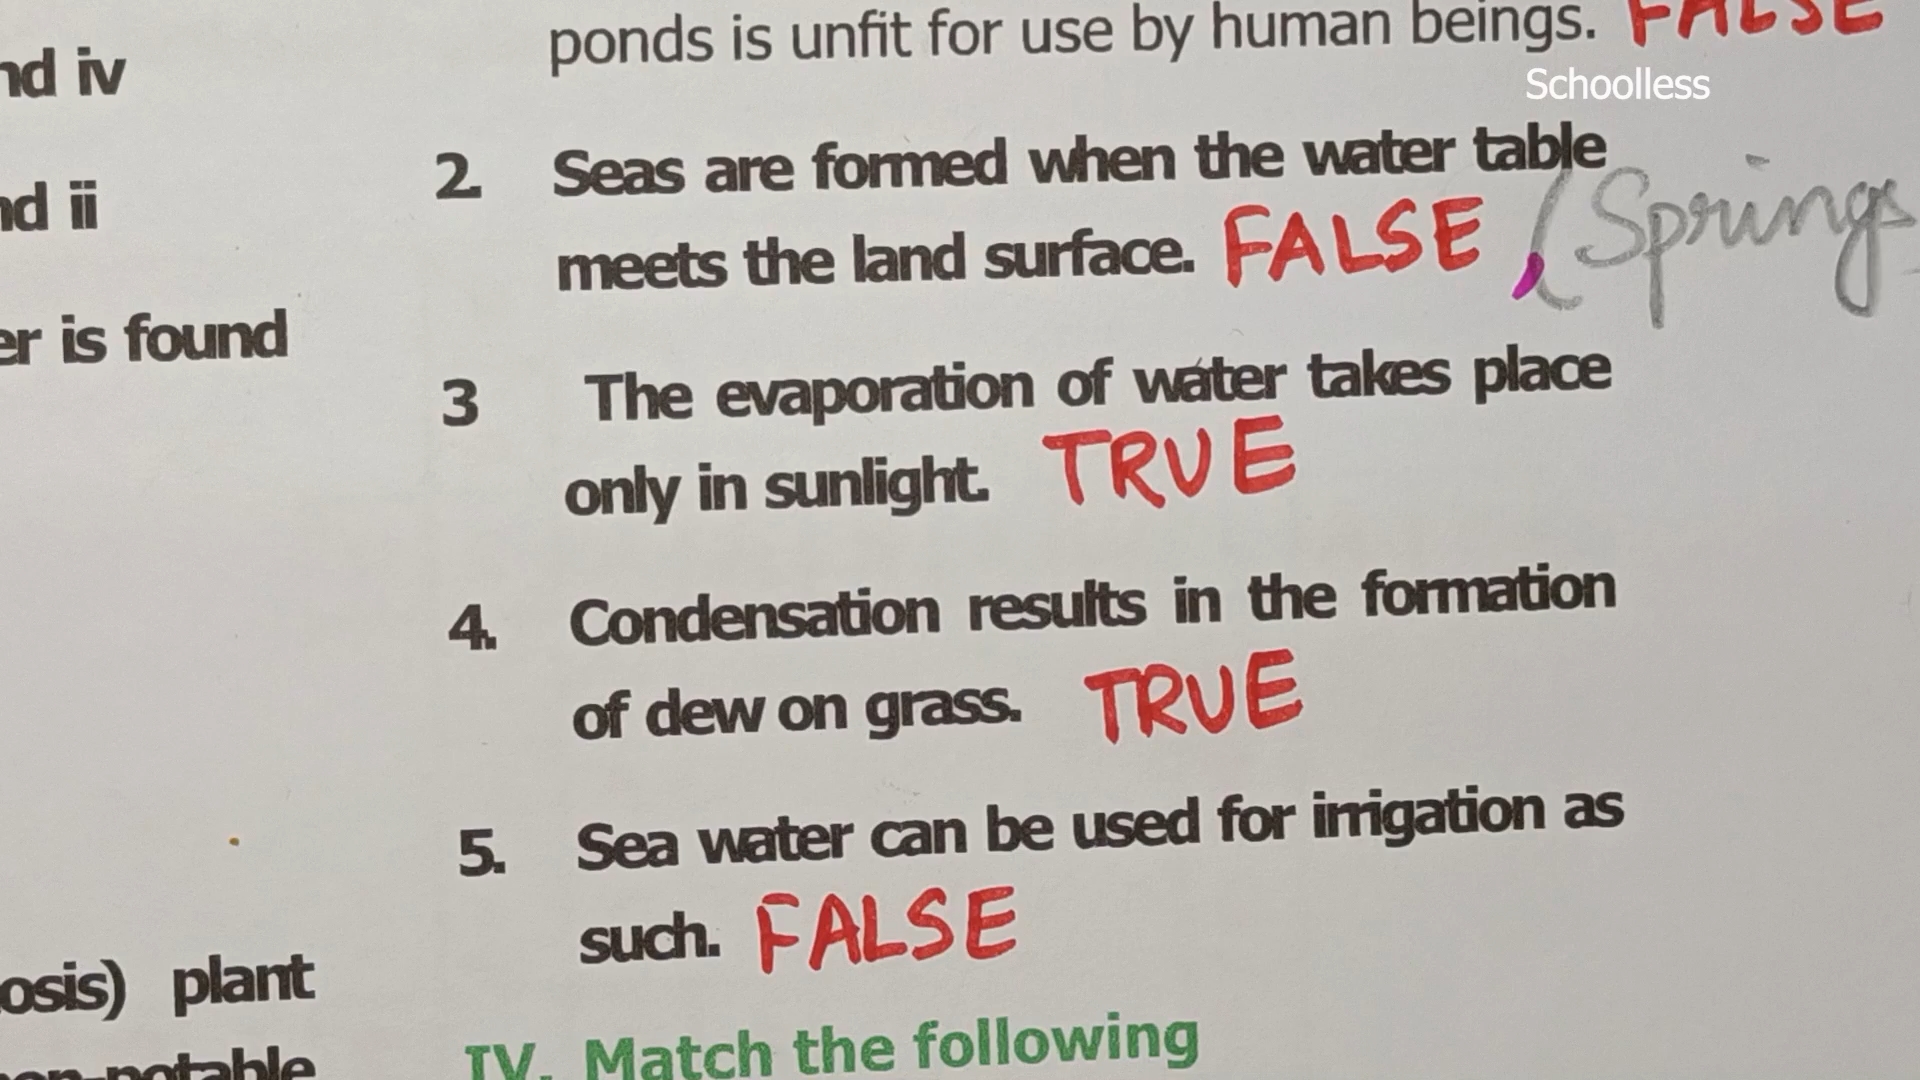 nd iv
nd ii
er is found
osis) plant
ponds is unfit for use by human beings. FALSE
Schoolless
2. Seas are formed when the water table
meets the land surface. FALSE, (Springs
3 The evaporation of water takes place
only in sunlight. TRUE
4. Condensation results in the formation
of dew on grass. TRUE
5. Sea water can be used for irrigation as
such. FALSE
IV. Match the following